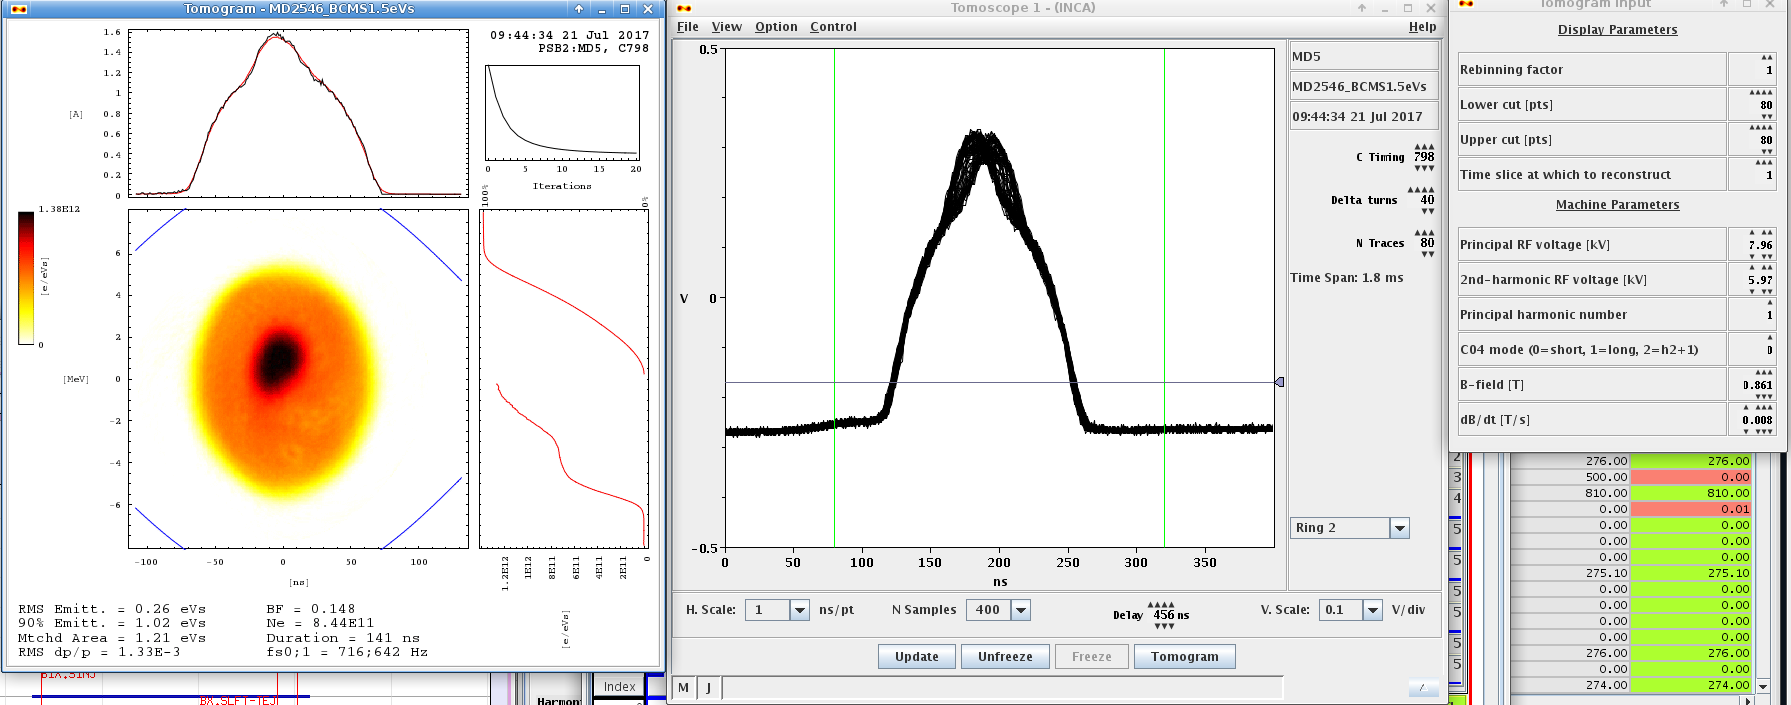 Tomogram - MD2546_BCMS1.5eVs
09:44:34 21 Jul 2017
PSB2:MD5, C798
1.6
1.4
1.2
1
0.8
0.6
0.4
0.2
0
[A]
0 5 10 15 20
Iterations
1.38E12
[e/eVs]
0
6
4
2
0
-2
-4
-6
[MeV]
-100 -50 0 50 100
[ns]
100%
0%
1.2E12 1E12 8E11 6E11 4E11 2E11 0
[e/eVs]
RMS Emitt. = 0.26 eVs
90% Emitt. = 1.02 eVs
Mtchd Area = 1.21 eVs
RMS dp/p = 1.33E-3
BF = 0.148
Ne = 8.44E11
Duration = 141 ns
fs0;1 = 716;642 Hz
BX.SLFT-TEJ
Tomoscope 1 - (INCA)
File View Option Control Help
0.5
V 0
-0.5
0 50 100 150 200 250 300 350
ns
MD5
MD2546_BCMS1.5eVs
09:44:34 21 Jul 2017
C Timing 798
Delta turns 40
N Traces 80
Time Span: 1.8 ms
Ring 2
H. Scale: 1 ns/pt N Samples 400 Delay 456 ns V. Scale: 0.1 V/div
Update Unfreeze Freeze Tomogram
M J
Index
Harmon
Tomogram Input
Display Parameters
Rebinning factor 1
Lower cut [pts] 80
Upper cut [pts] 80
Time slice at which to reconstruct 1
Machine Parameters
Principal RF voltage [kV] 7.96
2nd-harmonic RF voltage [kV] 5.97
Principal harmonic number 1
C04 mode (0=short, 1=long, 2=h2+1) 0
B-field [T] 0.861
dB/dt [T/s] 0.008
2 276.00 276.00
3 500.00 0.00
4 810.00 810.00
0.00 0.01
5 0.00 0.00
5 0.00 0.00
0.00 0.00
5 275.10 275.10
0.00 0.00
5 0.00 0.00
0.00 0.00
5 0.00 0.00
276.00 276.00
5 0.00 0.00
274.00 274.00